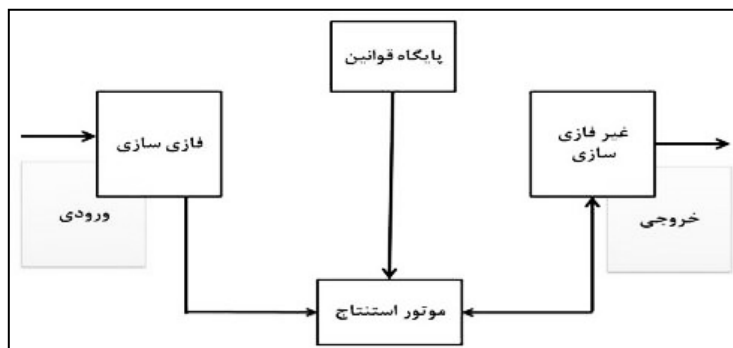 پایگاه قوانین
فازی سازی
غیر فازی
سازی
ورودی
خروجی
موتور استنتاج